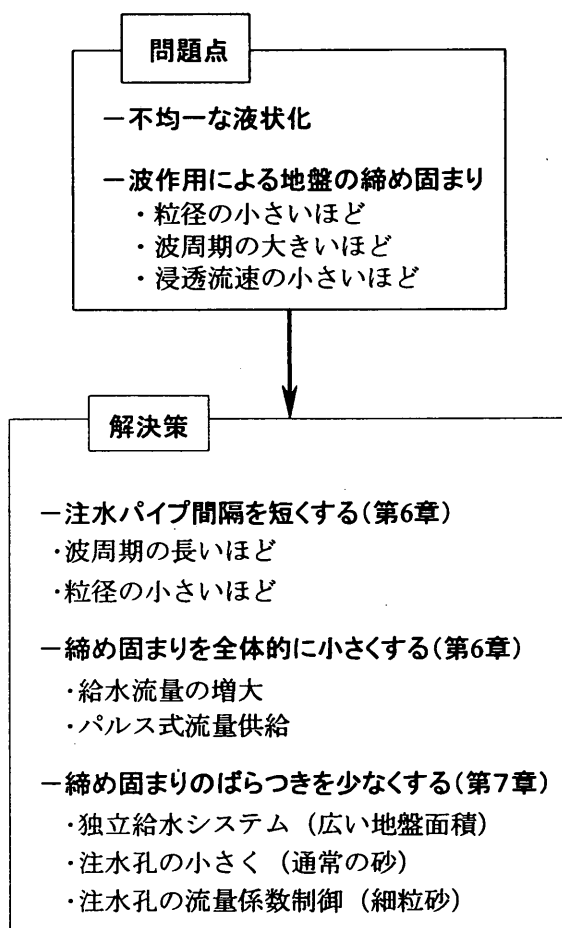 問題点
－不均一な液状化
－波作用による地盤の締め固まり
・粒径の小さいほど
・波周期の大きいほど
・浸透流速の小さいほど
解決策
－注水パイプ間隔を短くする(第6章)
・波周期の長いほど
・粒径の小さいほど
－締め固まりを全体的に小さくする(第6章)
・給水流量の増大
・パルス式流量供給
－締め固まりのばらつきを少なくする(第7章)
・独立給水システム（広い地盤面積）
・注水孔の小さく（通常の砂）
・注水孔の流量係数制御（細粒砂）